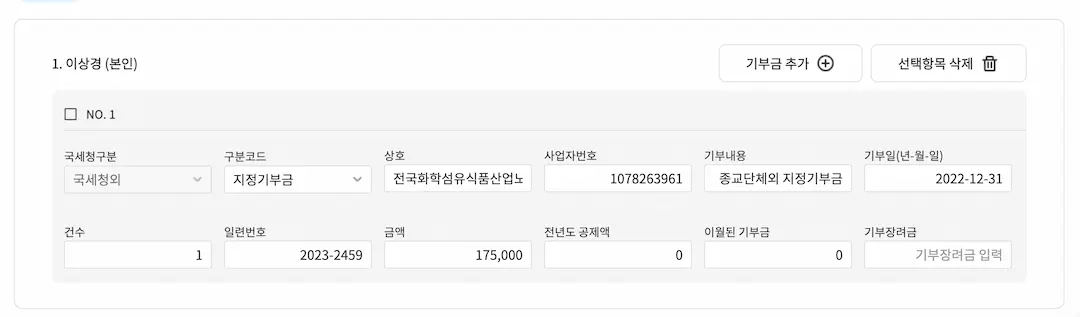 1. 이상경 (본인)
기부금 추가
선택항목 삭제
NO. 1
국세청구분
구분코드
상호
사업자번호
기부내용
기부일(년-월-일)
국세청외
지정기부금
전국화학섬유식품산업노
1078263961
종교단체외 지정기부금
2022-12-31
건수
일련번호
금액
전년도 공제액
이월된 기부금
기부장려금
1
2023-2459
175,000
0
0
기부장려금 입력